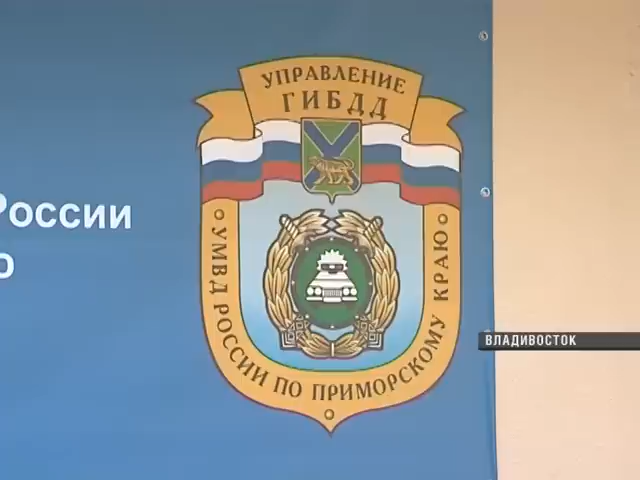 УПРАВЛЕНИЕ
ГИБДД
России
УМВД РОССИИ ПО ПРИМОРСКОМУ КРАЮ
ВЛАДИВОСТОК